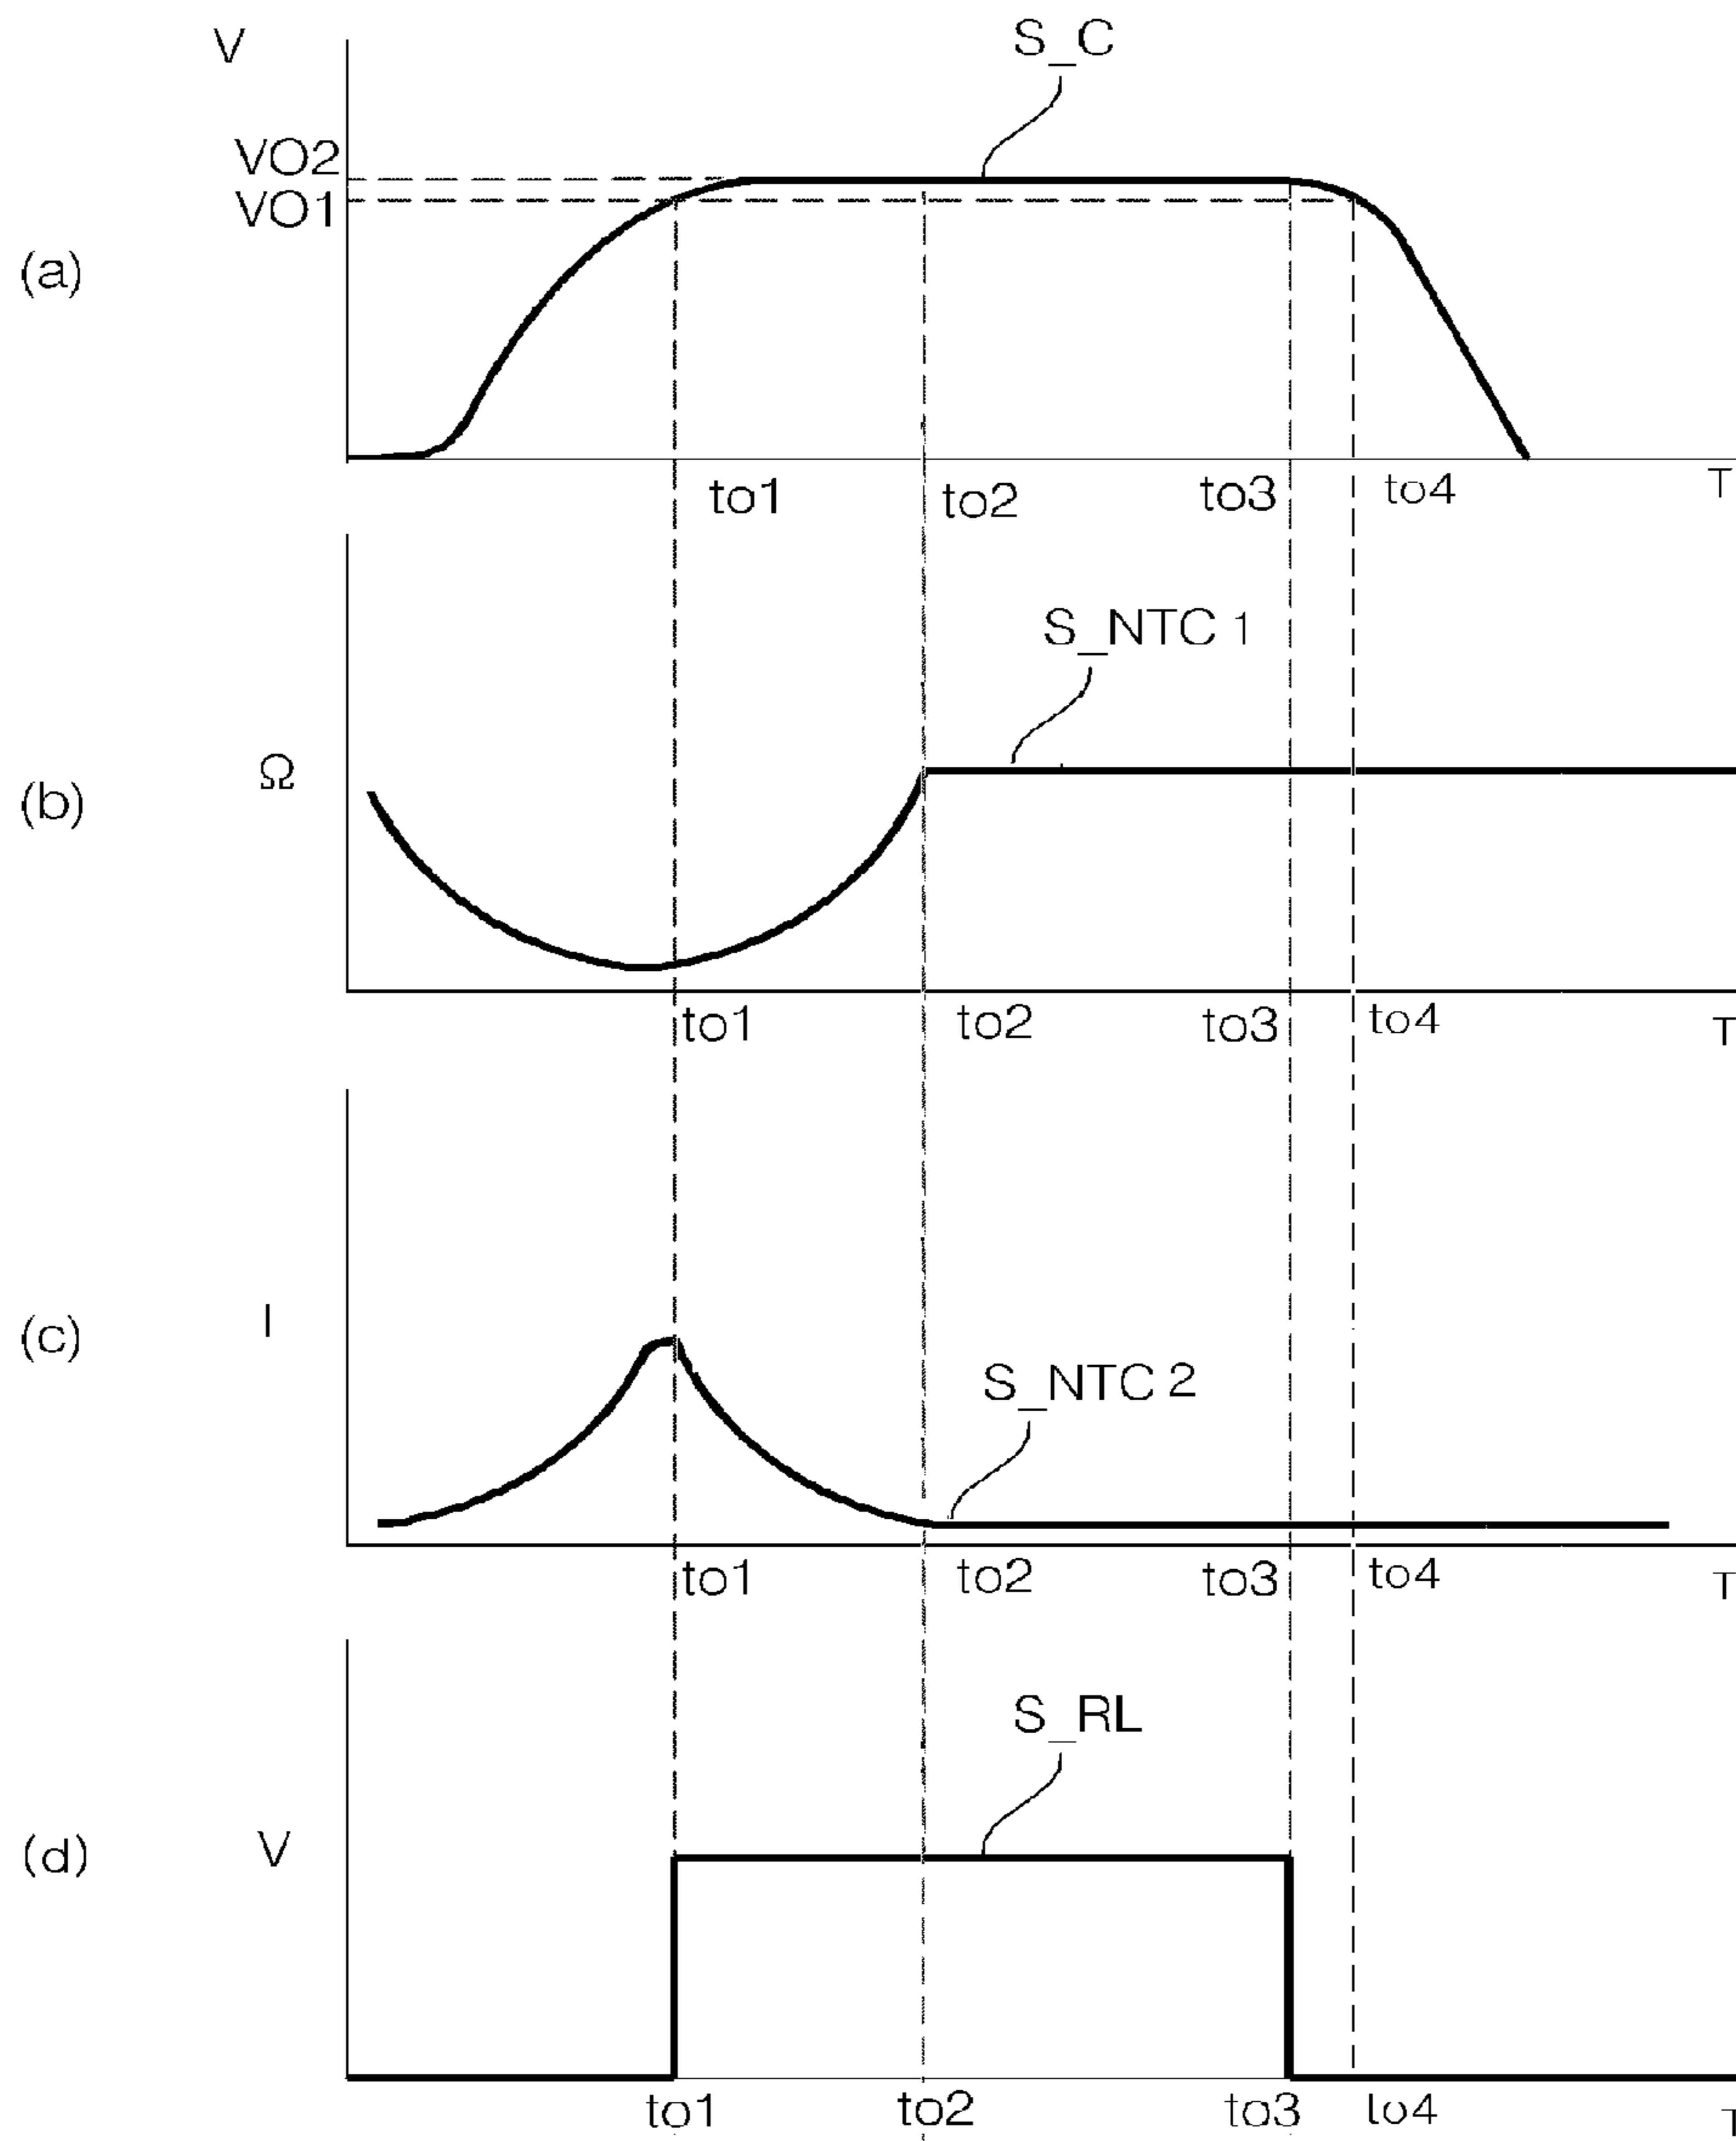 V
S_C
VO2
VO1
(a)
to1
to2
to3
to4
T
S_NTC 1
Ω
(b)
to1
to2
to3
to4
T
I
(c)
S_NTC 2
to1
to2
to3
to4
T
S_RL
(d)
V
to1
to2
to3
to4
T